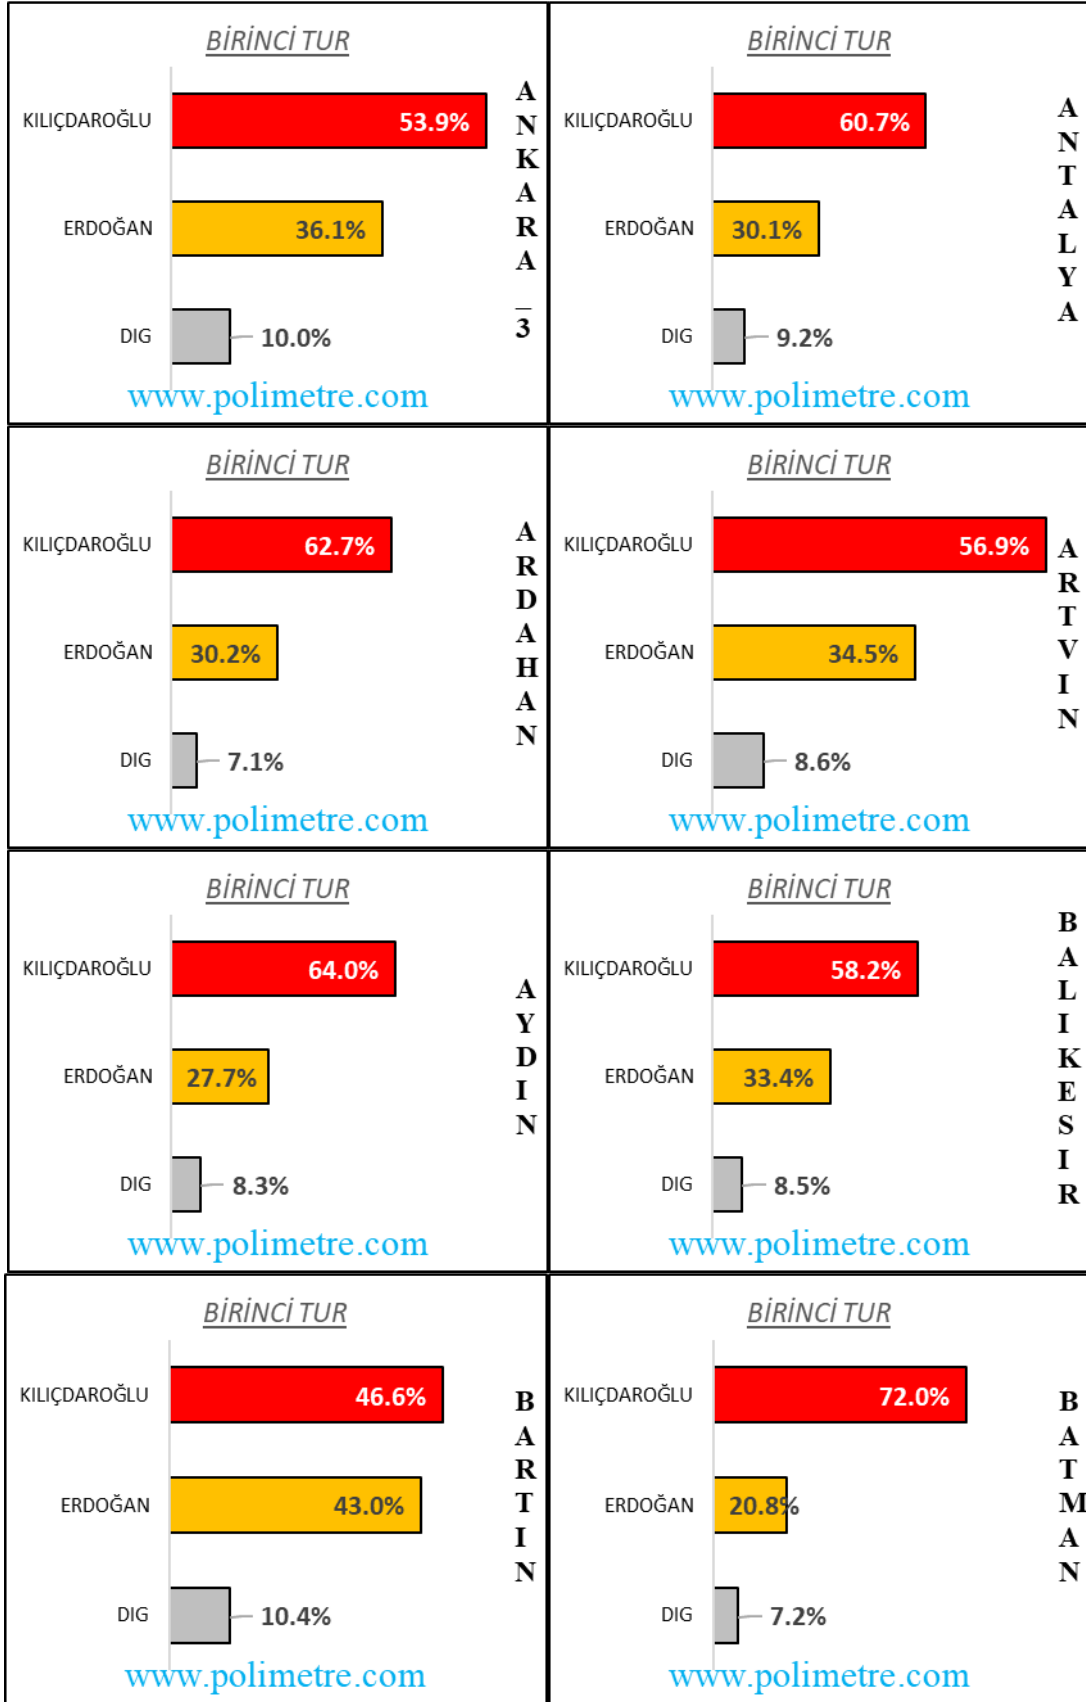 BİRİNCİ TUR
KILIÇDAROĞLU 53.9%
ERDOĞAN 36.1%
DIG 10.0%
ANKARA_3
www.polimetre.com
BİRİNCİ TUR
KILIÇDAROĞLU 60.7%
ERDOĞAN 30.1%
DIG 9.2%
ANTALYA
www.polimetre.com
BİRİNCİ TUR
KILIÇDAROĞLU 62.7%
ERDOĞAN 30.2%
DIG 7.1%
ARDAHAN
www.polimetre.com
BİRİNCİ TUR
KILIÇDAROĞLU 56.9%
ERDOĞAN 34.5%
DIG 8.6%
ARTVIN
www.polimetre.com
BİRİNCİ TUR
KILIÇDAROĞLU 64.0%
ERDOĞAN 27.7%
DIG 8.3%
AYDIN
www.polimetre.com
BİRİNCİ TUR
KILIÇDAROĞLU 58.2%
ERDOĞAN 33.4%
DIG 8.5%
BALIKESIR
www.polimetre.com
BİRİNCİ TUR
KILIÇDAROĞLU 46.6%
ERDOĞAN 43.0%
DIG 10.4%
BARTIN
www.polimetre.com
BİRİNCİ TUR
KILIÇDAROĞLU 72.0%
ERDOĞAN 20.8%
DIG 7.2%
BATMAN
www.polimetre.com